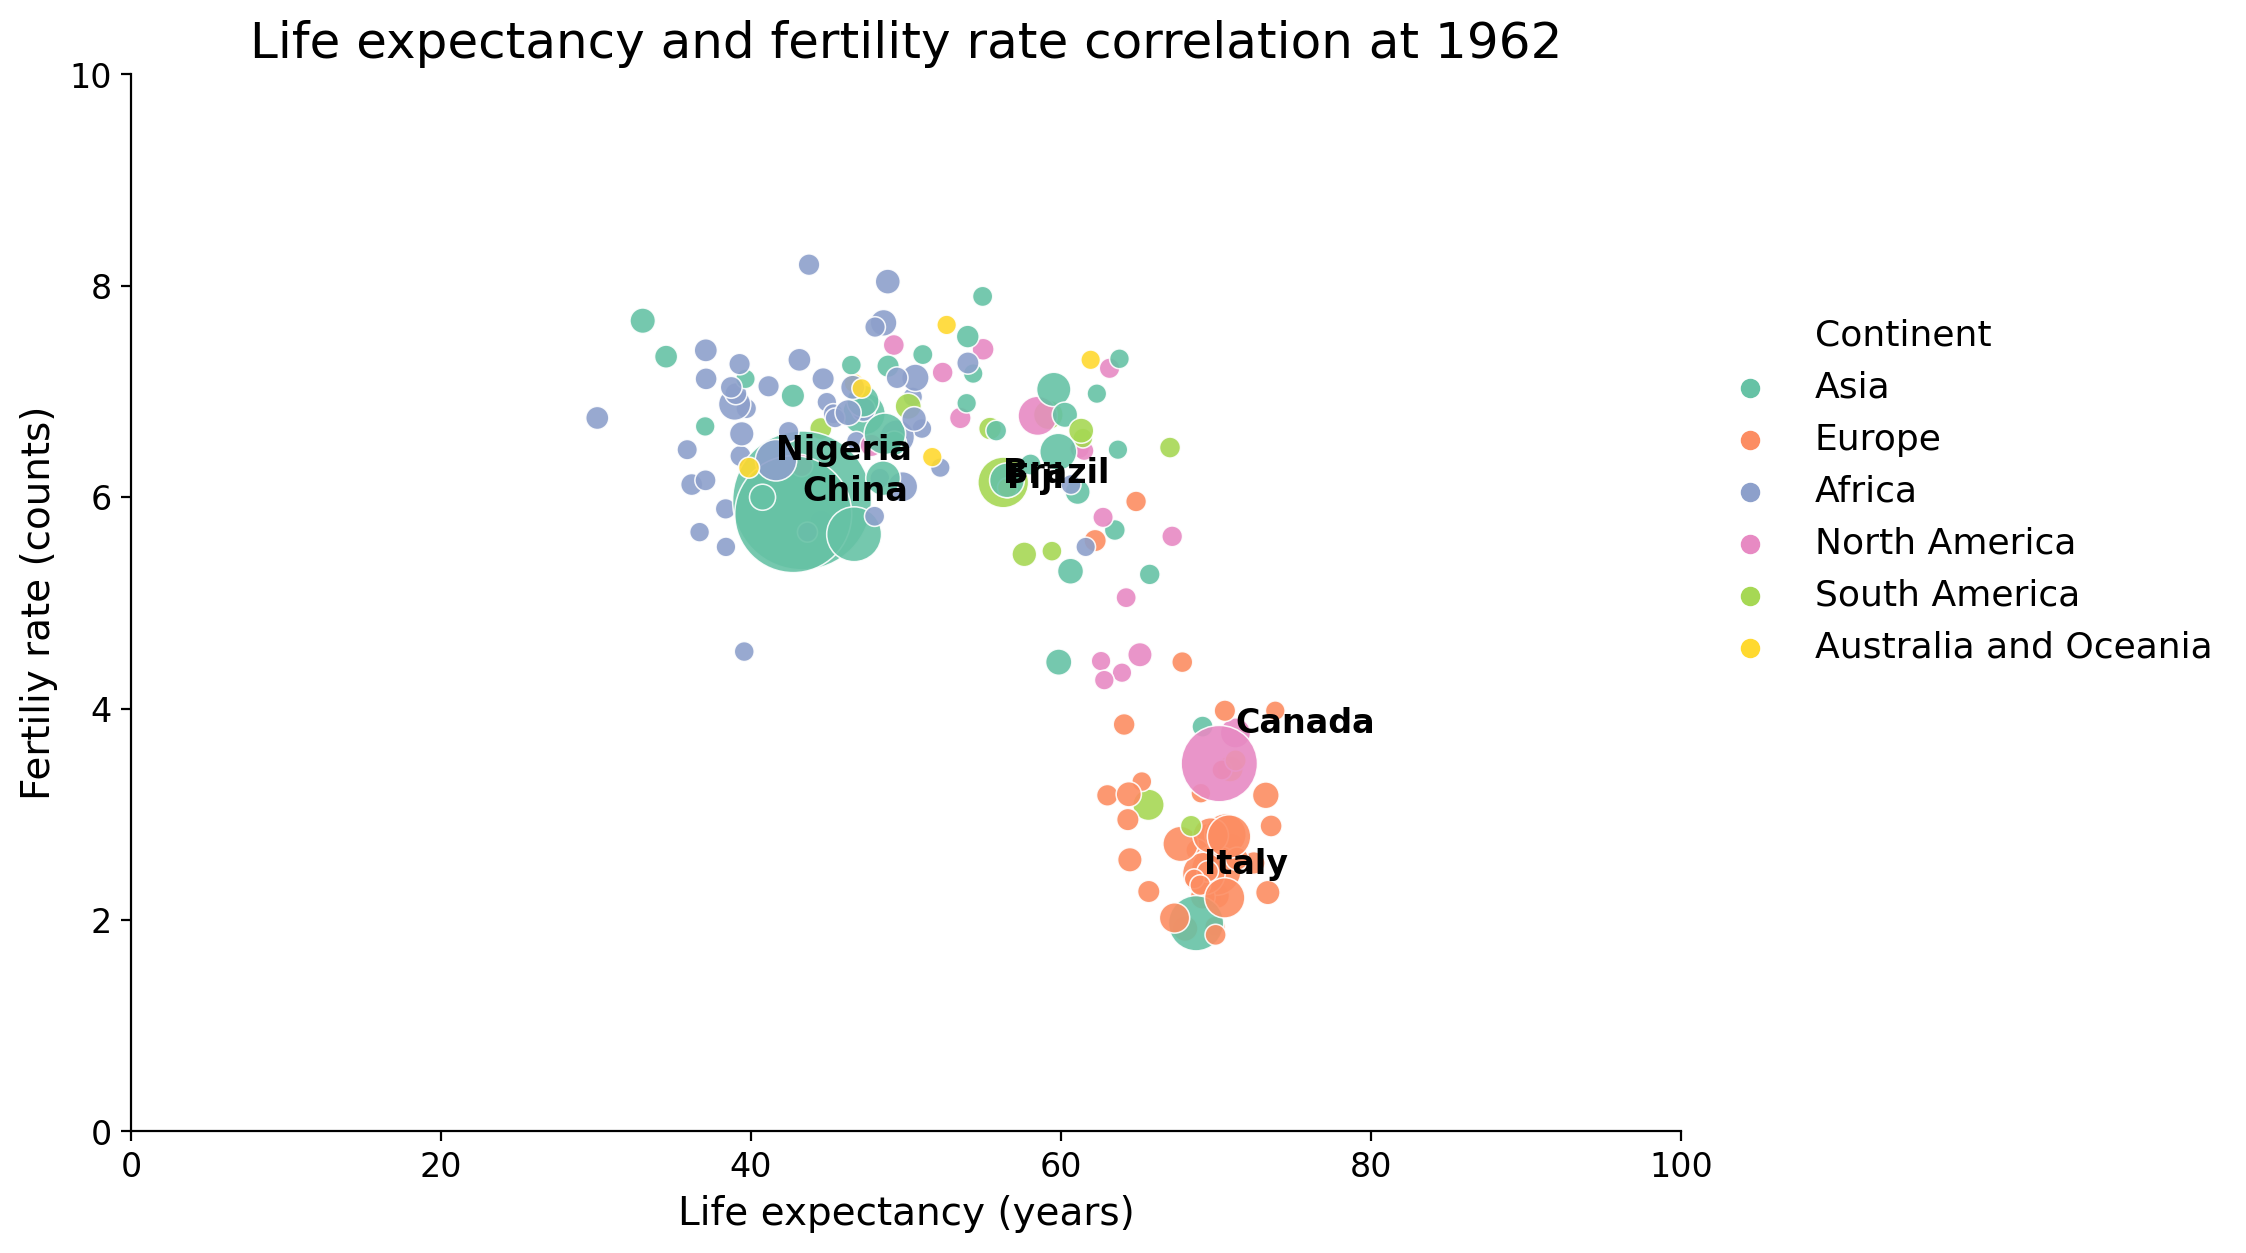 Life expectancy and fertility rate correlation at 1962
10
8
6
4
2
0
Fertiliy rate (counts)
0 20 40 60 80 100
Life expectancy (years)
Nigeria
China
Brazil
Fiji
Canada
Italy
Continent
Asia
Europe
Africa
North America
South America
Australia and Oceania